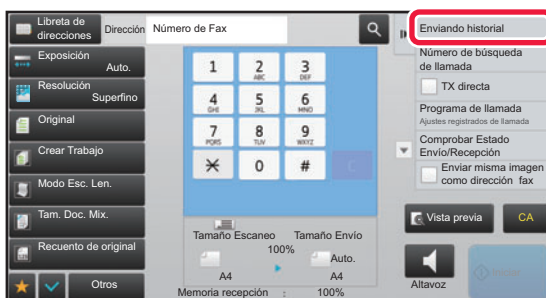 Libreta de
direcciones
Dirección
Número de Fax
Exposición
Auto.
Resolución
Superfino
Original
Crear Trabajo
Modo Esc. Len.
Tam. Doc. Mix.
Recuento de original
Otros
1
2
ABC
3
DEF
4
GHI
5
JKL
6
MNO
7
PQRS
8
TUV
9
WXYZ
0
#
C
Tamaño Escaneo
Tamaño Envío
100%
Auto.
A4
A4
Memoria recepción : 100%
Enviando historial
Número de búsqueda
de llamada
TX directa
Programa de llamada
Ajustes registrados de llamada
Comprobar Estado
Envío/Recepción
Enviar misma imagen
como dirección fax
Vista previa
CA
Altavoz